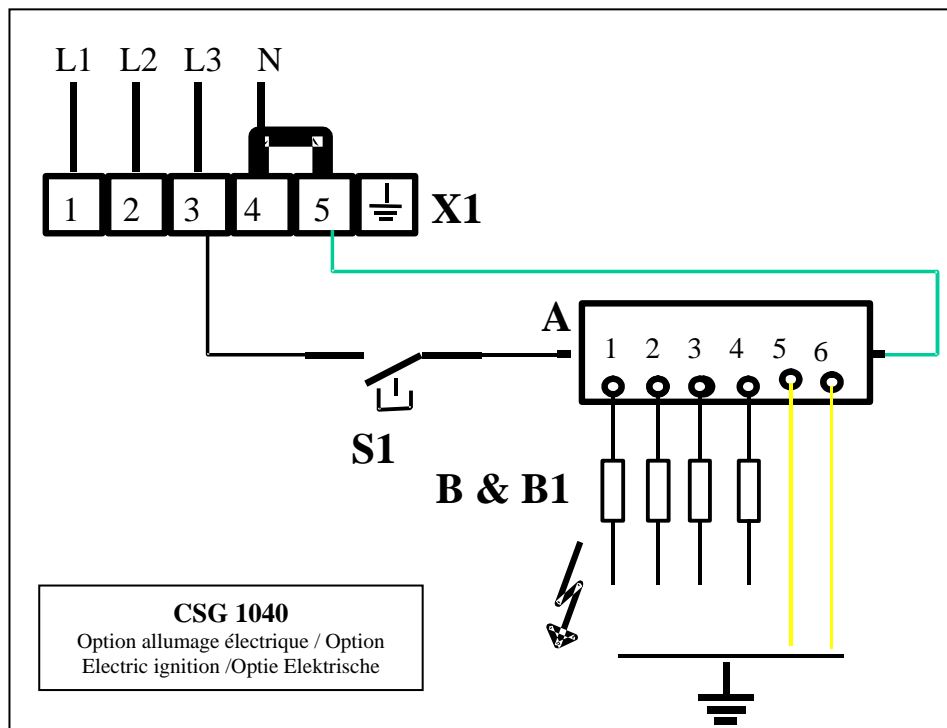 L1 L2 L3 N
1 2 3 4 5 X1
A
1 2 3 4 5 6
S1
B & B1
CSG 1040
Option allumage électrique / Option
Electric ignition /Optie Elektrische